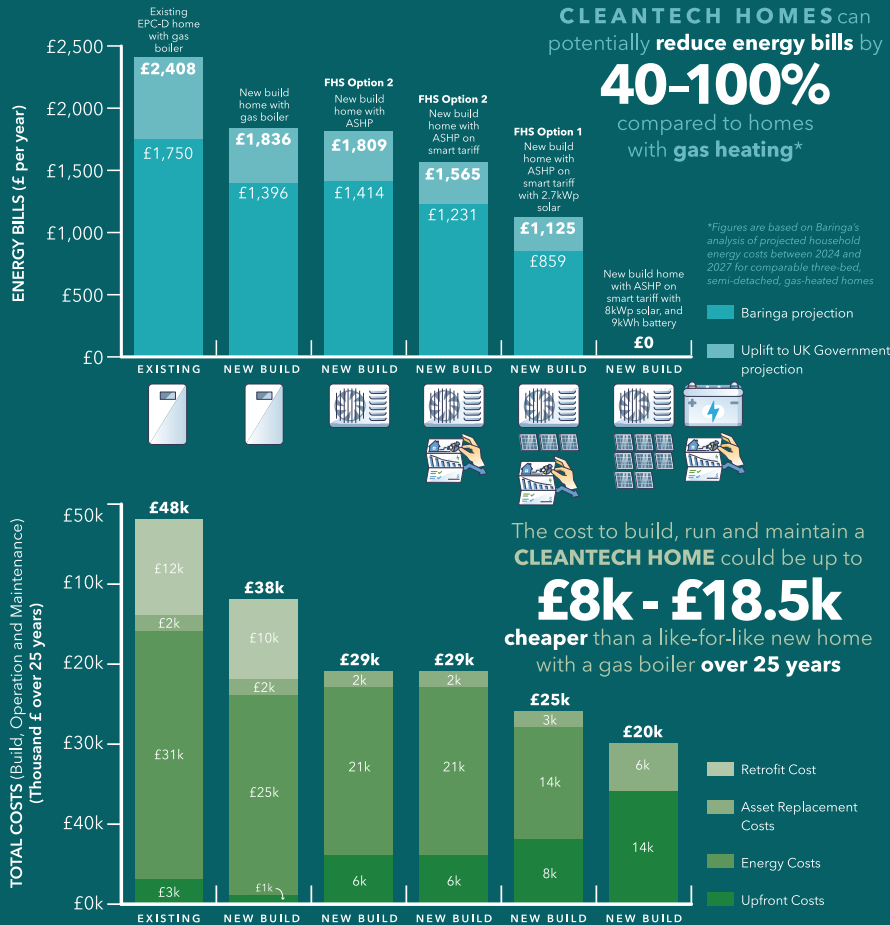 CLEANTECH HOMES can
potentially reduce energy bills by
40–100%
compared to homes
with gas heating*
*Figures are based on Baringa's
analysis of projected household
energy costs between 2024 and
2027 for comparable three-bed,
semi-detached, gas-heated homes
Baringa projection
Uplift to UK Government
projection
ENERGY BILLS (£ per year)
£2,500
£2,000
£1,500
£1,000
£500
£0
Existing
EPC-D home
with gas
boiler
£2,408
£1,750
EXISTING
New build
home with
gas boiler
£1,836
£1,396
NEW BUILD
FHS Option 2
New build
home with
ASHP
£1,809
£1,414
NEW BUILD
FHS Option 2
New build
home with
ASHP on
smart tariff
£1,565
£1,231
NEW BUILD
FHS Option 1
New build
home with
ASHP on
smart tariff
with 2.7kWp
solar
£1,125
£859
NEW BUILD
New build home
with ASHP on
smart tariff with
8kWp solar, and
9kWh battery
£0
NEW BUILD
The cost to build, run and maintain a
CLEANTECH HOME could be up to
£8k - £18.5k
cheaper than a like-for-like new home
with a gas boiler over 25 years
TOTAL COSTS (Build, Operation and Maintenance)
(Thousand £ over 25 years)
£50k
£10k
£20k
£30k
£40k
£0k
£48k
£12k
£2k
£31k
£3k
EXISTING
£38k
£10k
£2k
£25k
£1k
NEW BUILD
£29k
2k
21k
6k
NEW BUILD
£29k
2k
21k
6k
NEW BUILD
£25k
3k
14k
8k
NEW BUILD
£20k
6k
14k
NEW BUILD
Retrofit Cost
Asset Replacement
Costs
Energy Costs
Upfront Costs